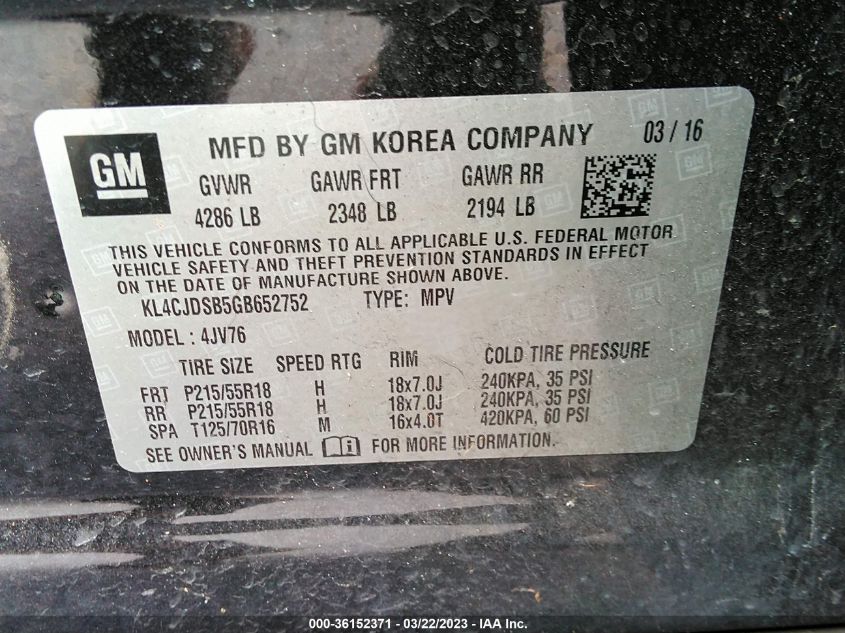 GM
MFD BY GM KOREA COMPANY 03 / 16
GVWR GAWR FRT GAWR RR
4286 LB 2348 LB 2194 LB
THIS VEHICLE CONFORMS TO ALL APPLICABLE U.S. FEDERAL MOTOR
VEHICLE SAFETY AND THEFT PREVENTION STANDARDS IN EFFECT
ON THE DATE OF MANUFACTURE SHOWN ABOVE.
KL4CJDSB5GB652752 TYPE: MPV
MODEL : 4JV76
TIRE SIZE SPEED RTG RIM COLD TIRE PRESSURE
FRT P215/55R18 H 18x7.0J 240KPA, 35 PSI
RR P215/55R18 H 18x7.0J 240KPA, 35 PSI
SPA T125/70R16 M 16x4.0T 420KPA, 60 PSI
SEE OWNER'S MANUAL i FOR MORE INFORMATION.
000-36152371 - 03/22/2023 - IAA Inc.